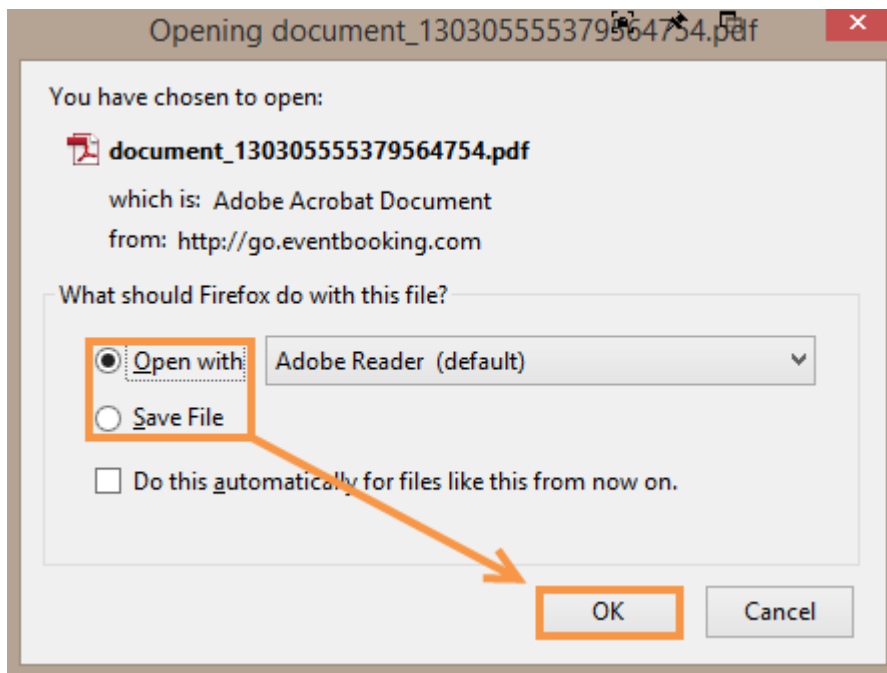 Opening document_130305555379564754.pdf
You have chosen to open:
document_130305555379564754.pdf
which is: Adobe Acrobat Document
from: http://go.eventbooking.com
What should Firefox do with this file?
Open with Adobe Reader (default)
Save File
Do this automatically for files like this from now on.
OK Cancel